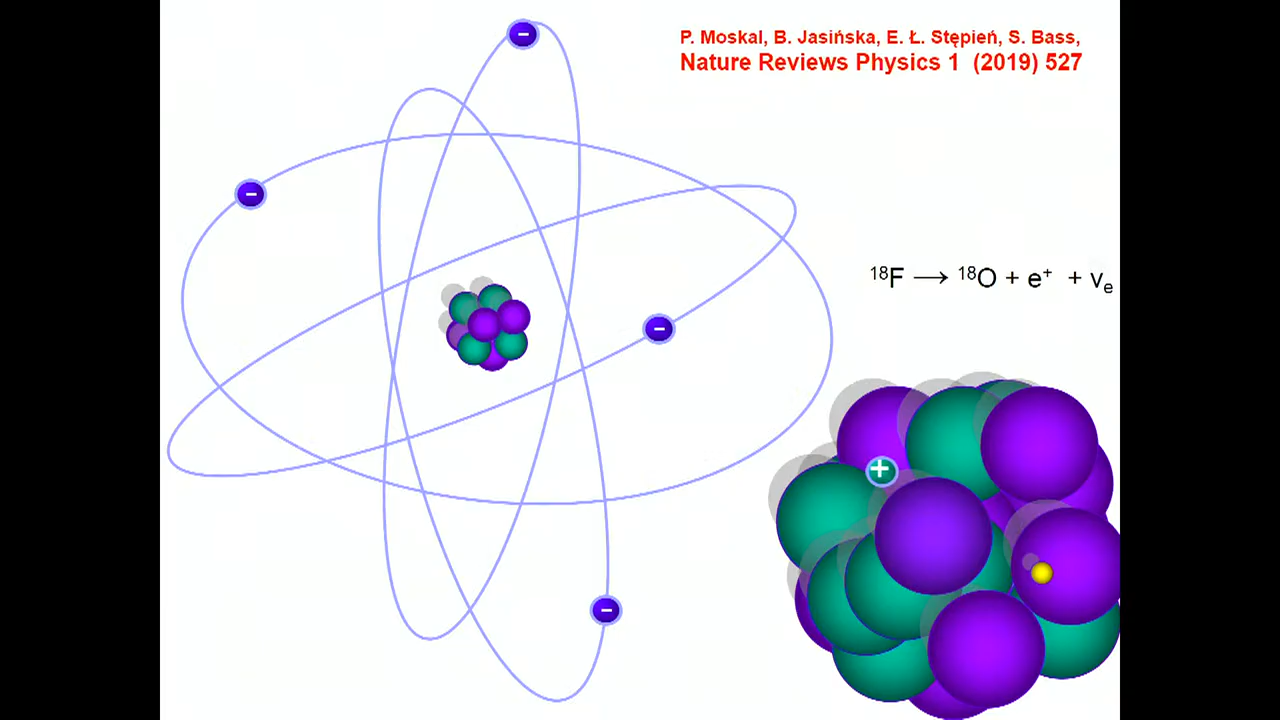 P. Moskal, B. Jasińska, E. Ł. Stępień, S. Bass,
Nature Reviews Physics 1 (2019) 527
−
−
¹⁸F ⟶ ¹⁸O + e⁺ + νₑ
−
+
−